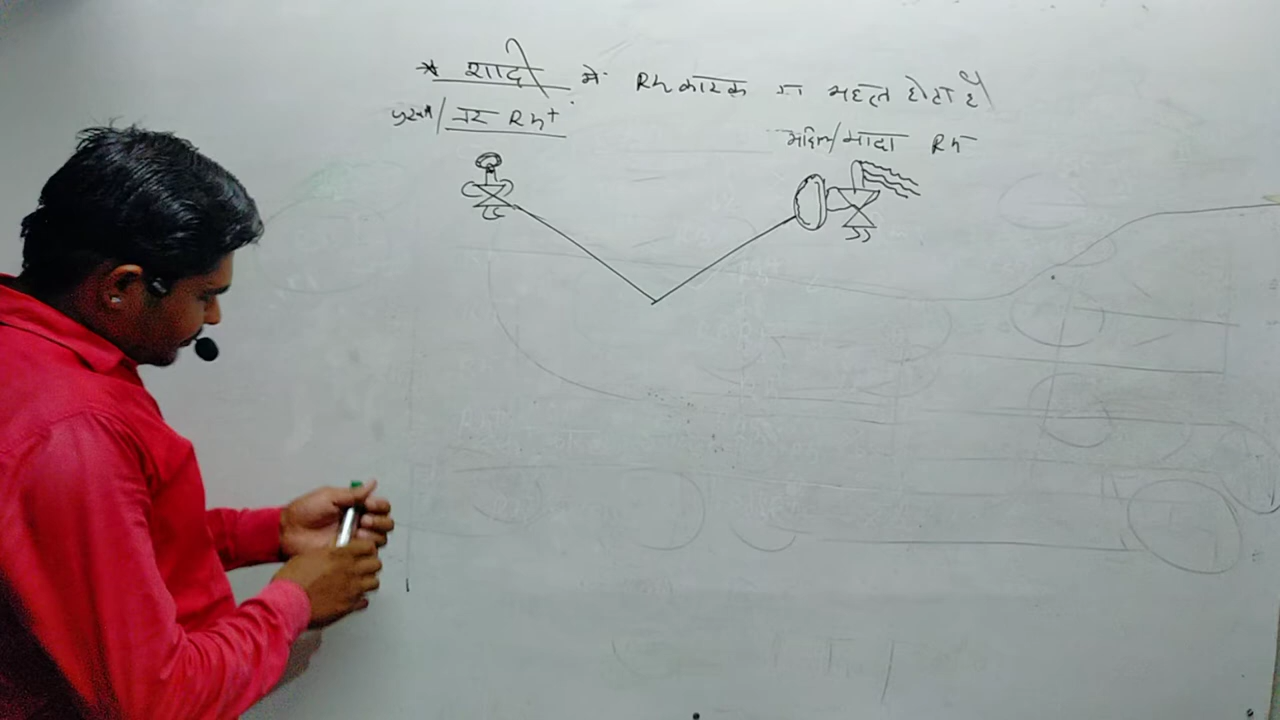 * शादी में Rh कारक का महत्व होता है
पुरुष/नर Rh+
महिला/मादा Rh-